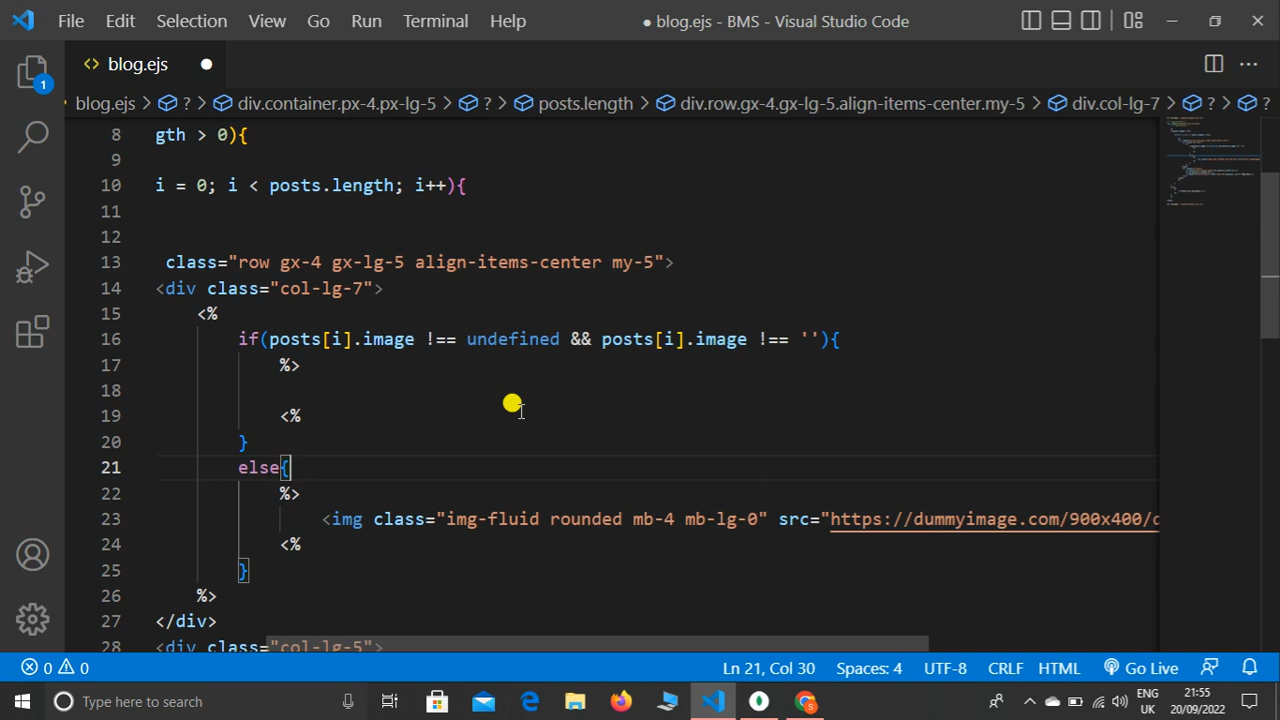 File Edit Selection View Go Run Terminal Help ● blog.ejs - BMS - Visual Studio Code
blog.ejs ●
blog.ejs > ? > div.container.px-4.px-lg-5 > ? > posts.length > div.row.gx-4.gx-lg-5.align-items-center.my-5 > div.col-lg-7 > ? > ?
8 gth > 0){
9
10 i = 0; i < posts.length; i++){
11
12
13 class="row gx-4 gx-lg-5 align-items-center my-5">
14 <div class="col-lg-7">
15 <%
16 if(posts[i].image !== undefined && posts[i].image !== ''){
17 %>
18
19 <%
20 }
21 else{
22 %>
23 <img class="img-fluid rounded mb-4 mb-lg-0" src="https://dummyimage.com/900x400/
24 <%
25 }
26 %>
27 </div>
28 <div class="col-lg-5">
1
0 0 Ln 21, Col 30 Spaces: 4 UTF-8 CRLF HTML Go Live
Type here to search ENG UK 21:55 20/09/2022